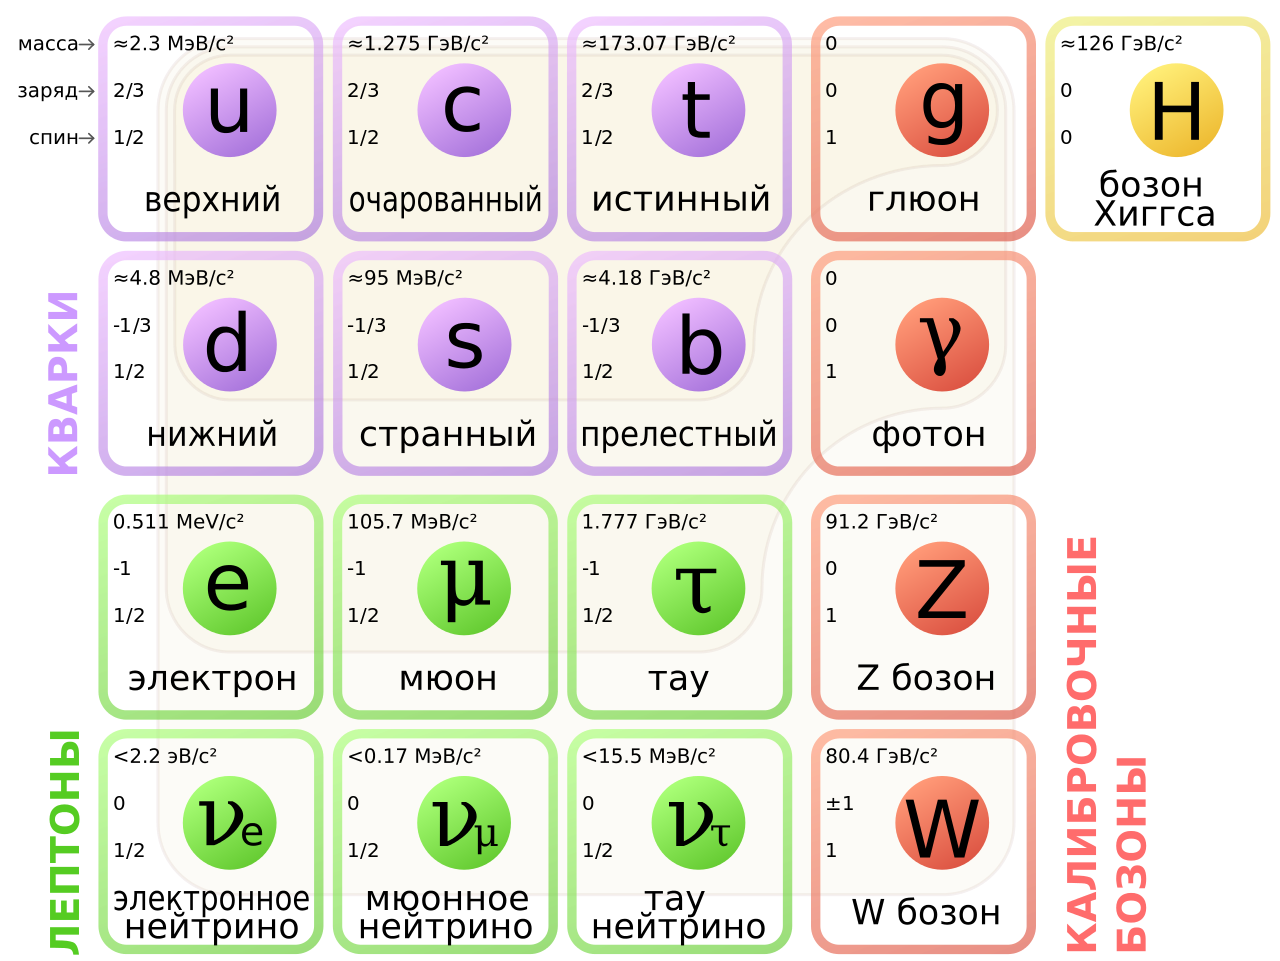 масса→
заряд→
спин→
≈2.3 МэВ/c²
2/3
1/2
u
верхний
≈1.275 ГэВ/c²
2/3
1/2
c
очарованный
≈173.07 ГэВ/c²
2/3
1/2
t
истинный
0
0
1
g
глюон
≈126 ГэВ/c²
0
0
H
бозон
Хиггса
КВАРКИ
≈4.8 МэВ/c²
-1/3
1/2
d
нижний
≈95 МэВ/c²
-1/3
1/2
s
странный
≈4.18 ГэВ/c²
-1/3
1/2
b
прелестный
0
0
1
γ
фотон
0.511 MeV/c²
-1
1/2
e
электрон
105.7 МэВ/c²
-1
1/2
μ
мюон
1.777 ГэВ/c²
-1
1/2
τ
тау
91.2 ГэВ/c²
0
1
Z
Z бозон
ЛЕПТОНЫ
<2.2 эВ/c²
0
1/2
νe
электронное
нейтрино
<0.17 МэВ/c²
0
1/2
νμ
мюонное
нейтрино
<15.5 МэВ/c²
0
1/2
ντ
тау
нейтрино
80.4 ГэВ/c²
±1
1
W
W бозон
КАЛИБРОВОЧНЫЕ
БОЗОНЫ